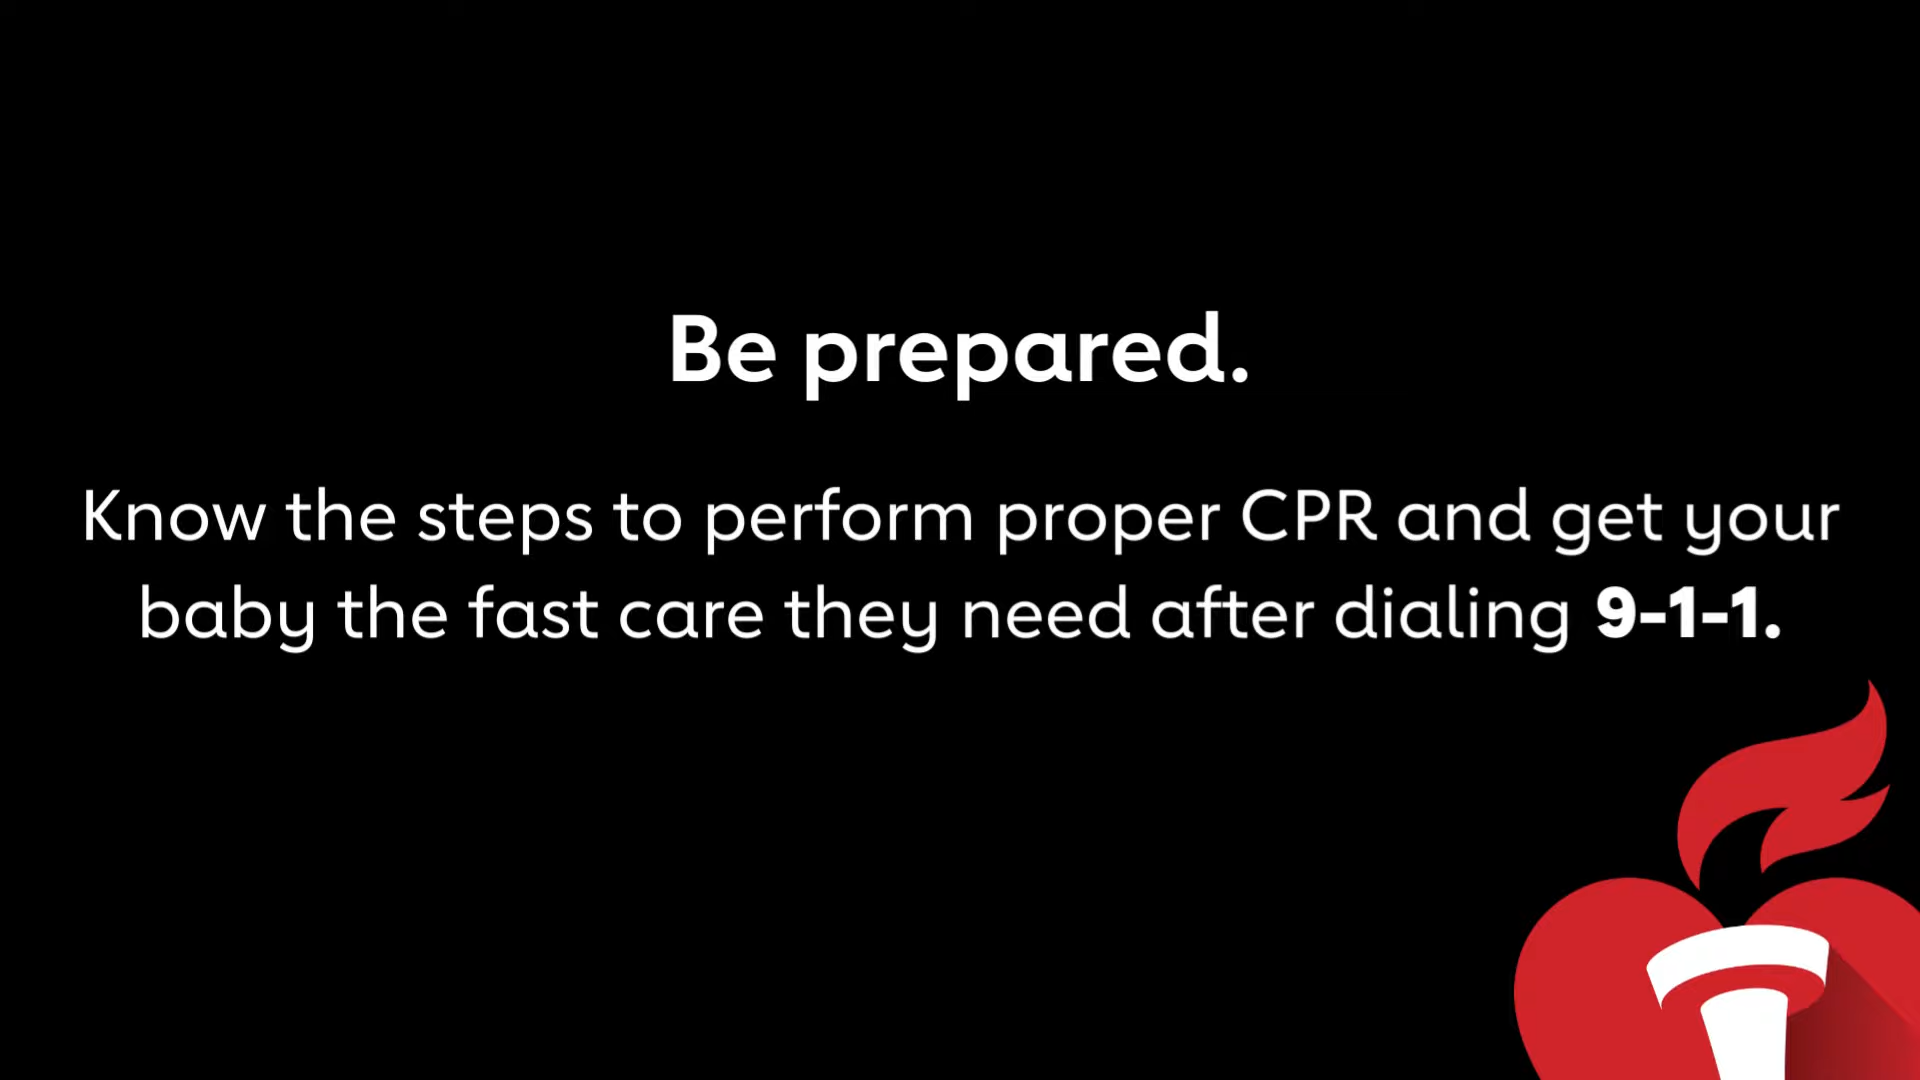 Be prepared.
Know the steps to perform proper CPR and get your
baby the fast care they need after dialing 9-1-1.